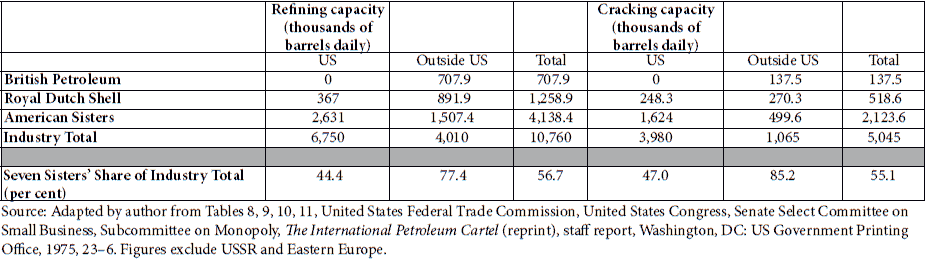 Refining capacity (thousands of barrels daily) Cracking capacity (thousands of barrels daily)
US Outside US Total US Outside US Total
British Petroleum 0 707.9 707.9 0 137.5 137.5
Royal Dutch Shell 367 891.9 1,258.9 248.3 270.3 518.6
American Sisters 2,631 1,507.4 4,138.4 1,624 499.6 2,123.6
Industry Total 6,750 4,010 10,760 3,980 1,065 5,045
Seven Sisters' Share of Industry Total (per cent) 44.4 77.4 56.7 47.0 85.2 55.1
Source: Adapted by author from Tables 8, 9, 10, 11, United States Federal Trade Commission, United States Congress, Senate Select Committee on
Small Business, Subcommittee on Monopoly, The International Petroleum Cartel (reprint), staff report, Washington, DC: US Government Printing
Office, 1975, 23–6. Figures exclude USSR and Eastern Europe.